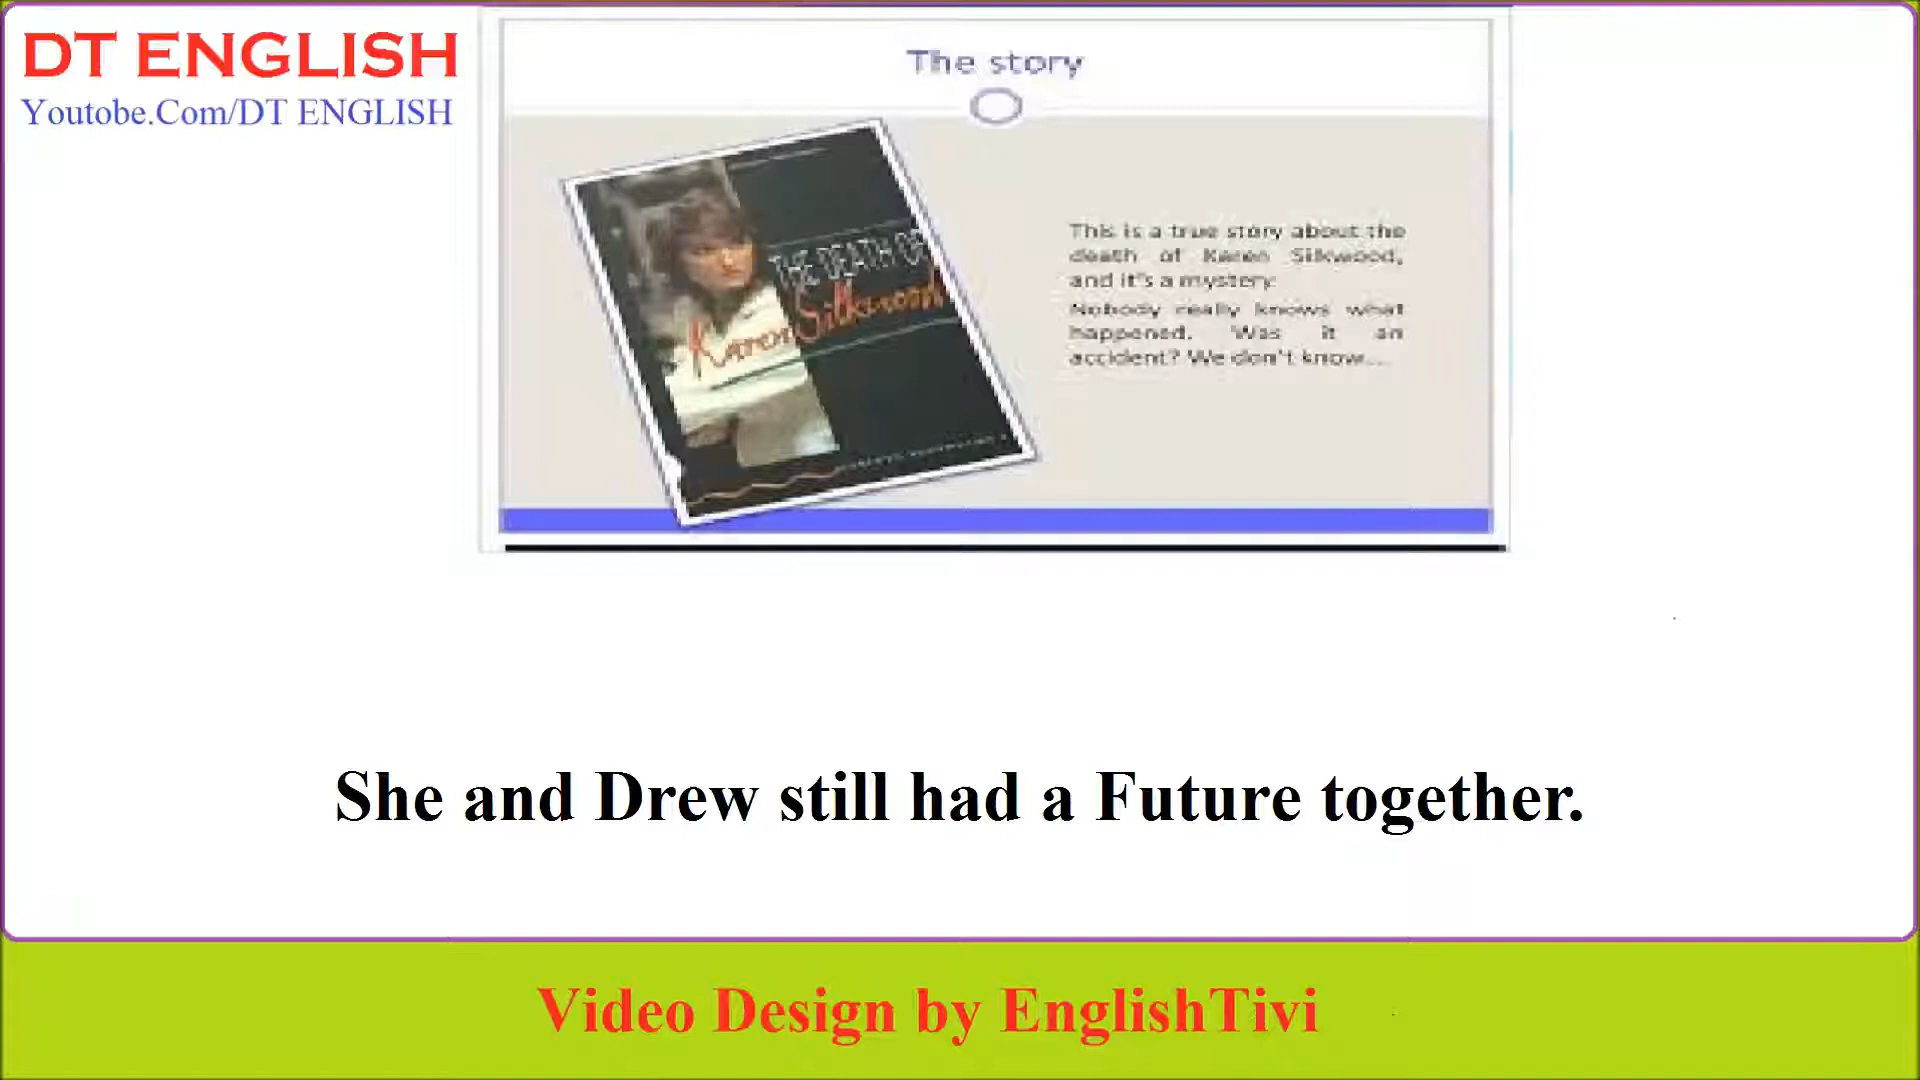 DT ENGLISH
Youtobe.Com/DT ENGLISH
The story
THE DEATH OF
Karen Silkwood
This is a true story about the
death of Karen Silkwood,
and it's a mystery
Nobody really knows what
happened. Was it an
accident? We don't know...
She and Drew still had a Future together.
Video Design by EnglishTivi